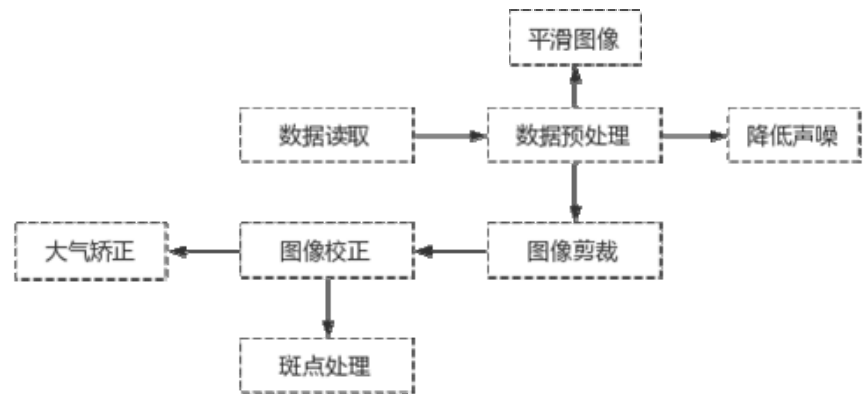 平滑图像
数据读取
数据预处理
降低声噪
大气矫正
图像校正
图像剪裁
斑点处理